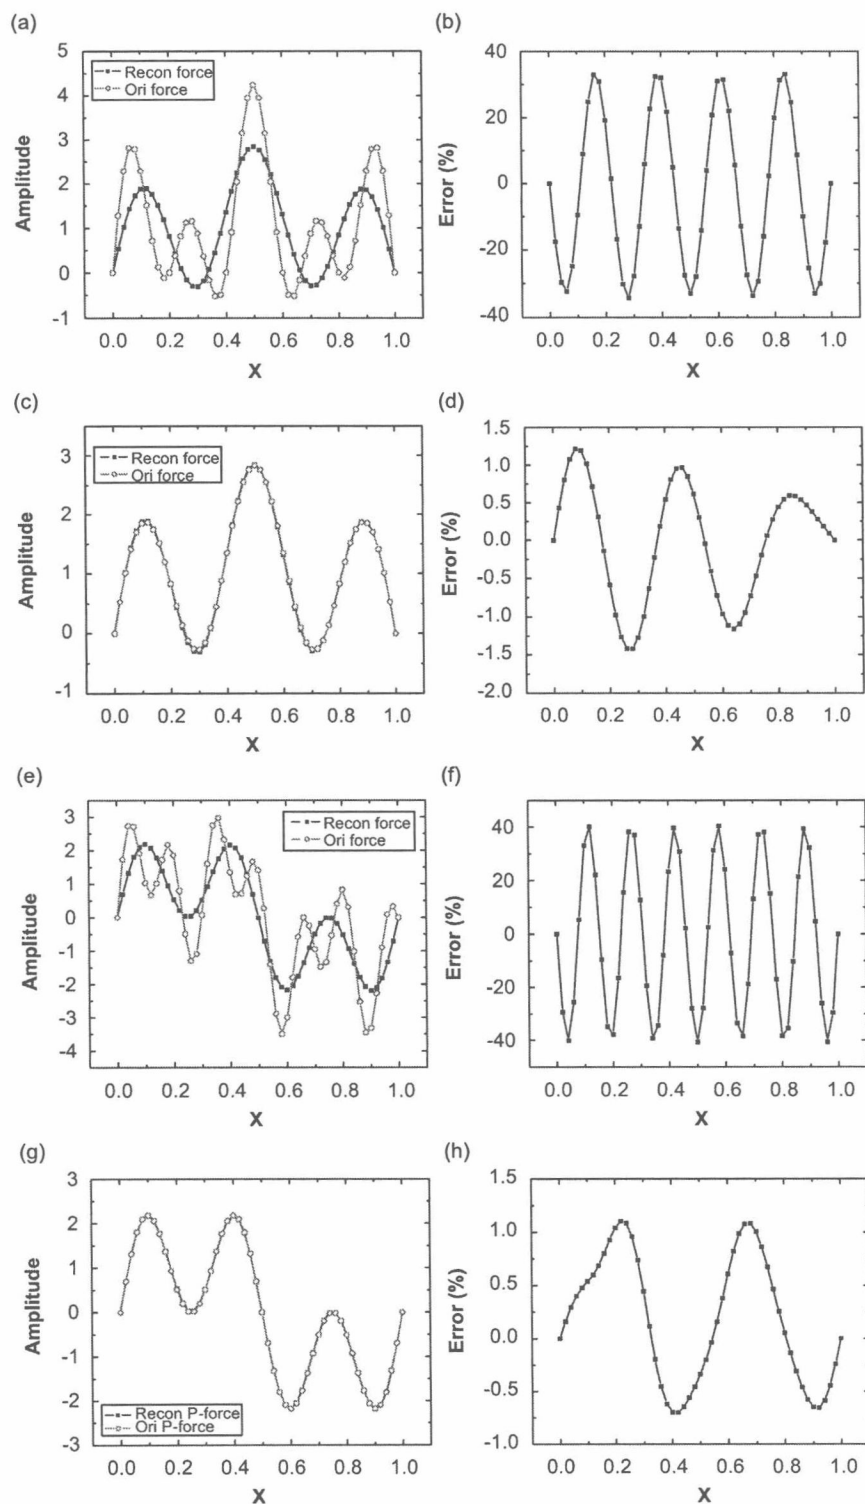 (a)
(b)
5
4
3
2
1
0
-1
Amplitude
Recon force
Ori force
0.0 0.2 0.4 0.6 0.8 1.0
X
40
20
0
-20
-40
Error (%)
0.0 0.2 0.4 0.6 0.8 1.0
X
(c)
(d)
3
2
1
0
-1
Amplitude
Recon force
Ori force
0.0 0.2 0.4 0.6 0.8 1.0
X
1.5
1.0
0.5
0.0
-0.5
-1.0
-1.5
-2.0
Error (%)
0.0 0.2 0.4 0.6 0.8 1.0
X
(e)
(f)
3
2
1
0
-1
-2
-3
-4
Amplitude
Recon force
Ori force
0.0 0.2 0.4 0.6 0.8 1.0
X
40
20
0
-20
-40
Error (%)
0.0 0.2 0.4 0.6 0.8 1.0
X
(g)
(h)
3
2
1
0
-1
-2
-3
Amplitude
Recon P-force
Ori P-force
0.0 0.2 0.4 0.6 0.8 1.0
X
1.5
1.0
0.5
0.0
-0.5
-1.0
Error (%)
0.0 0.2 0.4 0.6 0.8 1.0
X